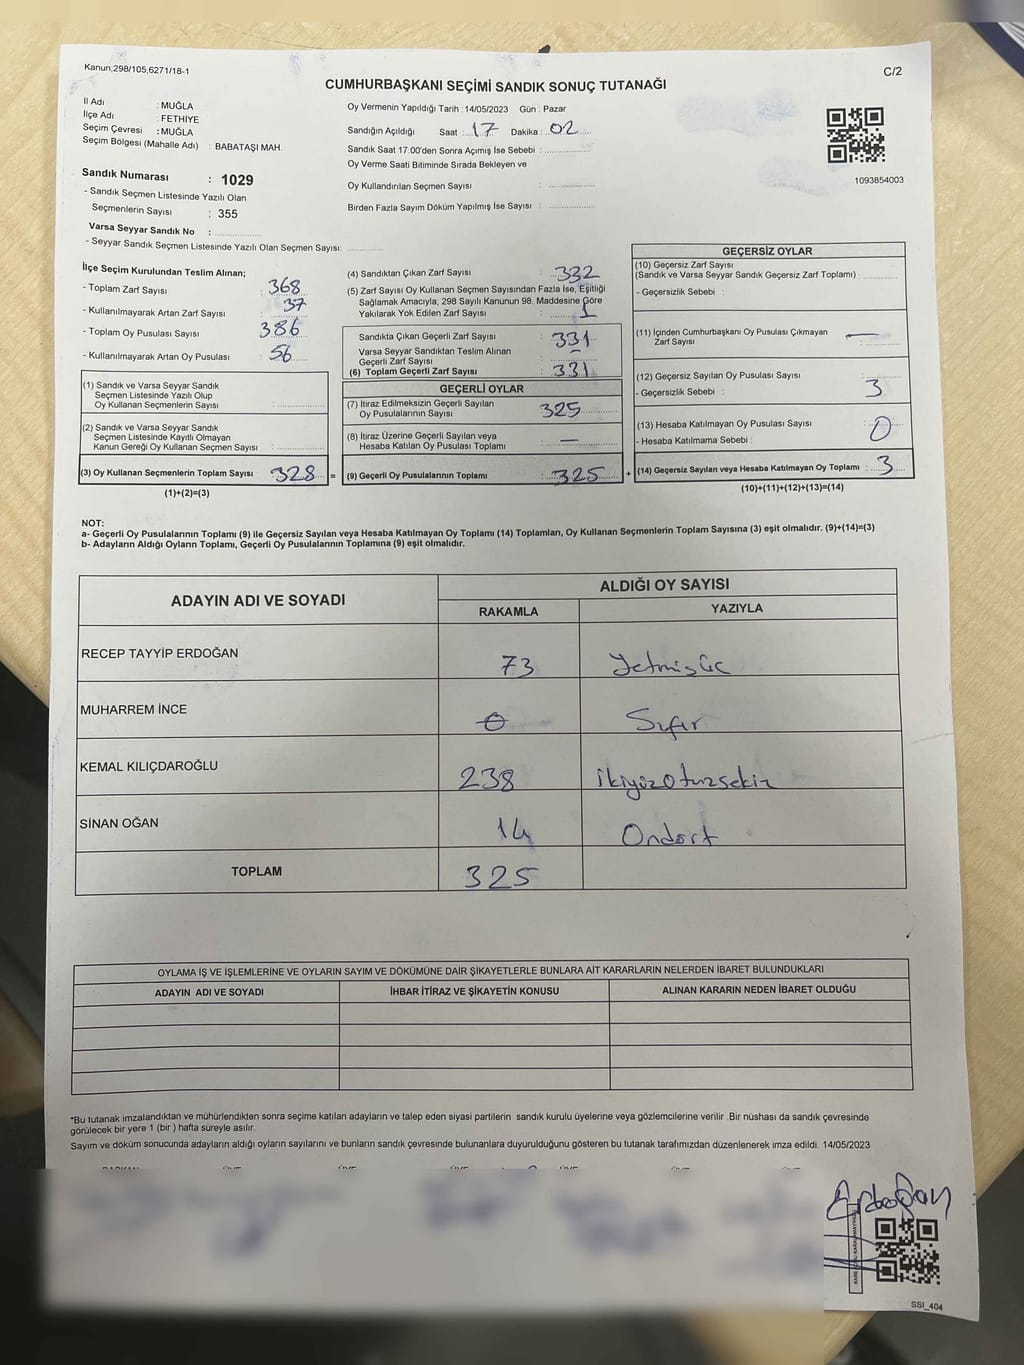 Kanun;298/105,6271/18-1
C/2
CUMHURBAŞKANI SEÇİMİ SANDIK SONUÇ TUTANAĞI
İl Adı : MUĞLA
İlçe Adı : FETHİYE
Seçim Çevresi : MUĞLA
Seçim Bölgesi (Mahalle Adı) : BABATAŞI MAH.
Oy Vermenin Yapıldığı Tarih : 14/05/2023 Gün : Pazar
Sandığın Açıldığı Saat : 17 Dakika : 02
Sandık Saat 17:00'den Sonra Açımış İse Sebebi :
Oy Verme Saati Bitiminde Sırada Bekleyen ve
Oy Kullandırılan Seçmen Sayısı :
Birden Fazla Sayım Döküm Yapılmış İse Sayısı :
1093854003
Sandık Numarası : 1029
- Sandık Seçmen Listesinde Yazılı Olan
Seçmenlerin Sayısı : 355
Varsa Seyyar Sandık No :
- Seyyar Sandık Seçmen Listesinde Yazılı Olan Seçmen Sayısı:
İlçe Seçim Kurulundan Teslim Alınan;
- Toplam Zarf Sayısı : 368
- Kullanılmayarak Artan Zarf Sayısı : 37
- Toplam Oy Pusulası Sayısı : 386
- Kullanılmayarak Artan Oy Pusulası : 56
(1) Sandık ve Varsa Seyyar Sandık
Seçmen Listesinde Yazılı Olup
Oy Kullanan Seçmenlerin Sayısı :
(2) Sandık ve Varsa Seyyar Sandık
Seçmen Listesinde Kayıtlı Olmayan
Kanun Gereği Oy Kullanan Seçmen Sayısı :
(3) Oy Kullanan Seçmenlerin Toplam Sayısı : 328 =
(1)+(2)=(3)
(4) Sandıktan Çıkan Zarf Sayısı : 332
(5) Zarf Sayısı Oy Kullanan Seçmen Sayısından Fazla İse, Eşitliği
Sağlamak Amacıyla, 298 Sayılı Kanunun 98. Maddesine Göre
Yakılarak Yok Edilen Zarf Sayısı : 1
Sandıkta Çıkan Geçerli Zarf Sayısı : 331
Varsa Seyyar Sandıktan Teslim Alınan
Geçerli Zarf Sayısı : –
(6) Toplam Geçerli Zarf Sayısı : 331
GEÇERLİ OYLAR
(7) İtiraz Edilmeksizin Geçerli Sayılan
Oy Pusulalarının Sayısı : 325
(8) İtiraz Üzerine Geçerli Sayılan veya
Hesaba Katılan Oy Pusulası Toplamı : —
(9) Geçerli Oy Pusulalarının Toplamı : 325 +
GEÇERSİZ OYLAR
(10) Geçersiz Zarf Sayısı
(Sandık ve Varsa Seyyar Sandık Geçersiz Zarf Toplamı) :
- Geçersizlik Sebebi :
(11) İçinden Cumhurbaşkanı Oy Pusulası Çıkmayan
Zarf Sayısı : —
(12) Geçersiz Sayılan Oy Pusulası Sayısı :
- Geçersizlik Sebebi : 3
(13) Hesaba Katılmayan Oy Pusulası Sayısı :
- Hesaba Katılmama Sebebi : 0
(14) Geçersiz Sayılan veya Hesaba Katılmayan Oy Toplamı : 3
(10)+(11)+(12)+(13)=(14)
NOT:
a- Geçerli Oy Pusulalarının Toplamı (9) ile Geçersiz Sayılan veya Hesaba Katılmayan Oy Toplamı (14) Toplamları, Oy Kullanan Seçmenlerin Toplam Sayısına (3) eşit olmalıdır. (9)+(14)=(3)
b- Adayların Aldığı Oyların Toplamı, Geçerli Oy Pusulalarının Toplamına (9) eşit olmalıdır.
ADAYIN ADI VE SOYADI
ALDIĞI OY SAYISI
RAKAMLA YAZIYLA
RECEP TAYYİP ERDOĞAN 73 Yetmişüç
MUHARREM İNCE 0 Sıfır
KEMAL KILIÇDAROĞLU 238 ikiyüzotuzsekiz
SİNAN OĞAN 14 Ondört
TOPLAM 325
OYLAMA İŞ VE İŞLEMLERİNE VE OYLARIN SAYIM VE DÖKÜMÜNE DAİR ŞİKAYETLERLE BUNLARA AİT KARARLARIN NELERDEN İBARET BULUNDUKLARI
ADAYIN ADI VE SOYADI İHBAR İTİRAZ VE ŞİKAYETİN KONUSU ALINAN KARARIN NEDEN İBARET OLDUĞU
*Bu tutanak imzalandıktan ve mühürlendikten sonra seçime katılan adayların ve talep eden siyasi partilerin sandık kurulu üyelerine veya gözlemcilerine verilir .Bir nüshası da sandık çevresinde
görülecek bir yere 1 (bir ) hafta süreyle asılır.
Sayım ve döküm sonucunda adayların aldığı oyların sayılarını ve bunların sandık çevresinde bulunanlara duyurulduğunu gösteren bu tutanak tarafımızdan düzenlenerek imza edildi. 14/05/2023
Erdoğan
SSI_404